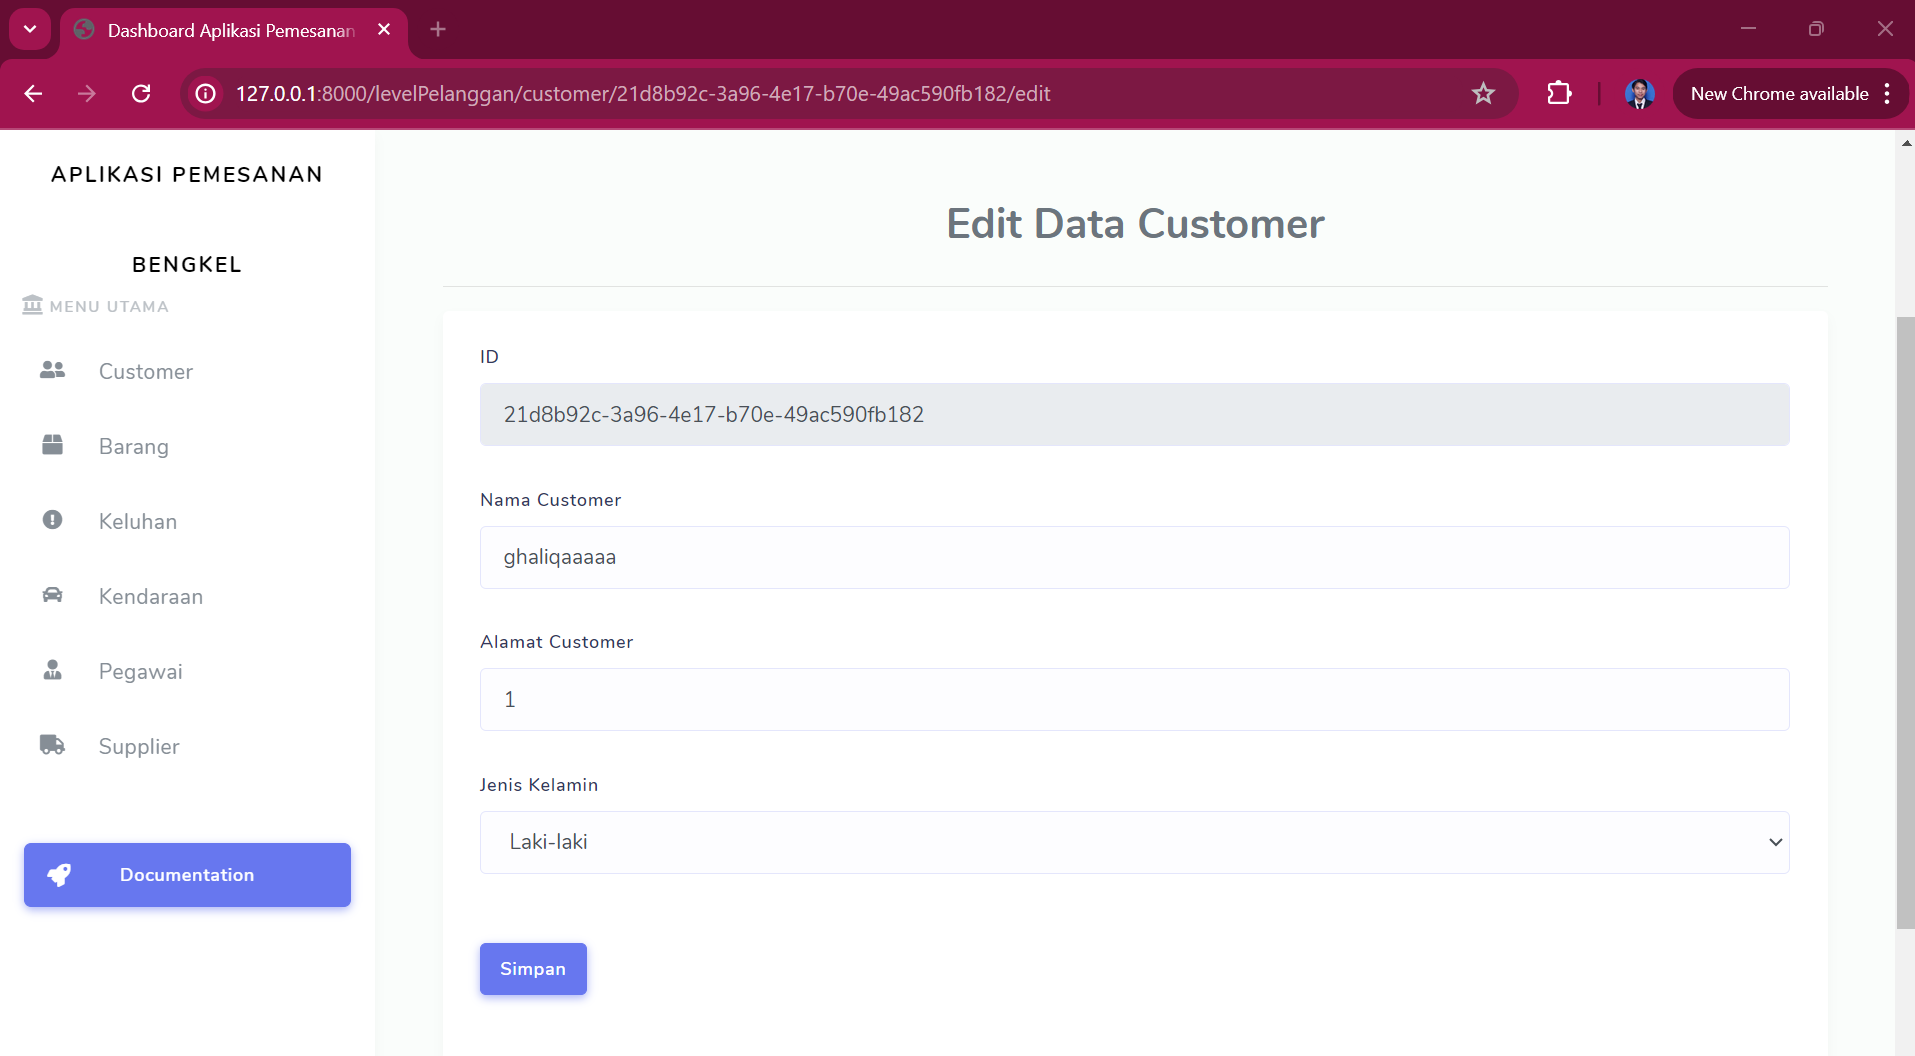 Dashboard Aplikasi Pemesanan
127.0.0.1:8000/levelPelanggan/customer/21d8b92c-3a96-4e17-b70e-49ac590fb182/edit
New Chrome available
APLIKASI PEMESANAN
BENGKEL
MENU UTAMA
Customer
Barang
Keluhan
Kendaraan
Pegawai
Supplier
Documentation
Edit Data Customer
ID
21d8b92c-3a96-4e17-b70e-49ac590fb182
Nama Customer
ghaliqaaaaa
Alamat Customer
1
Jenis Kelamin
Laki-laki
Simpan